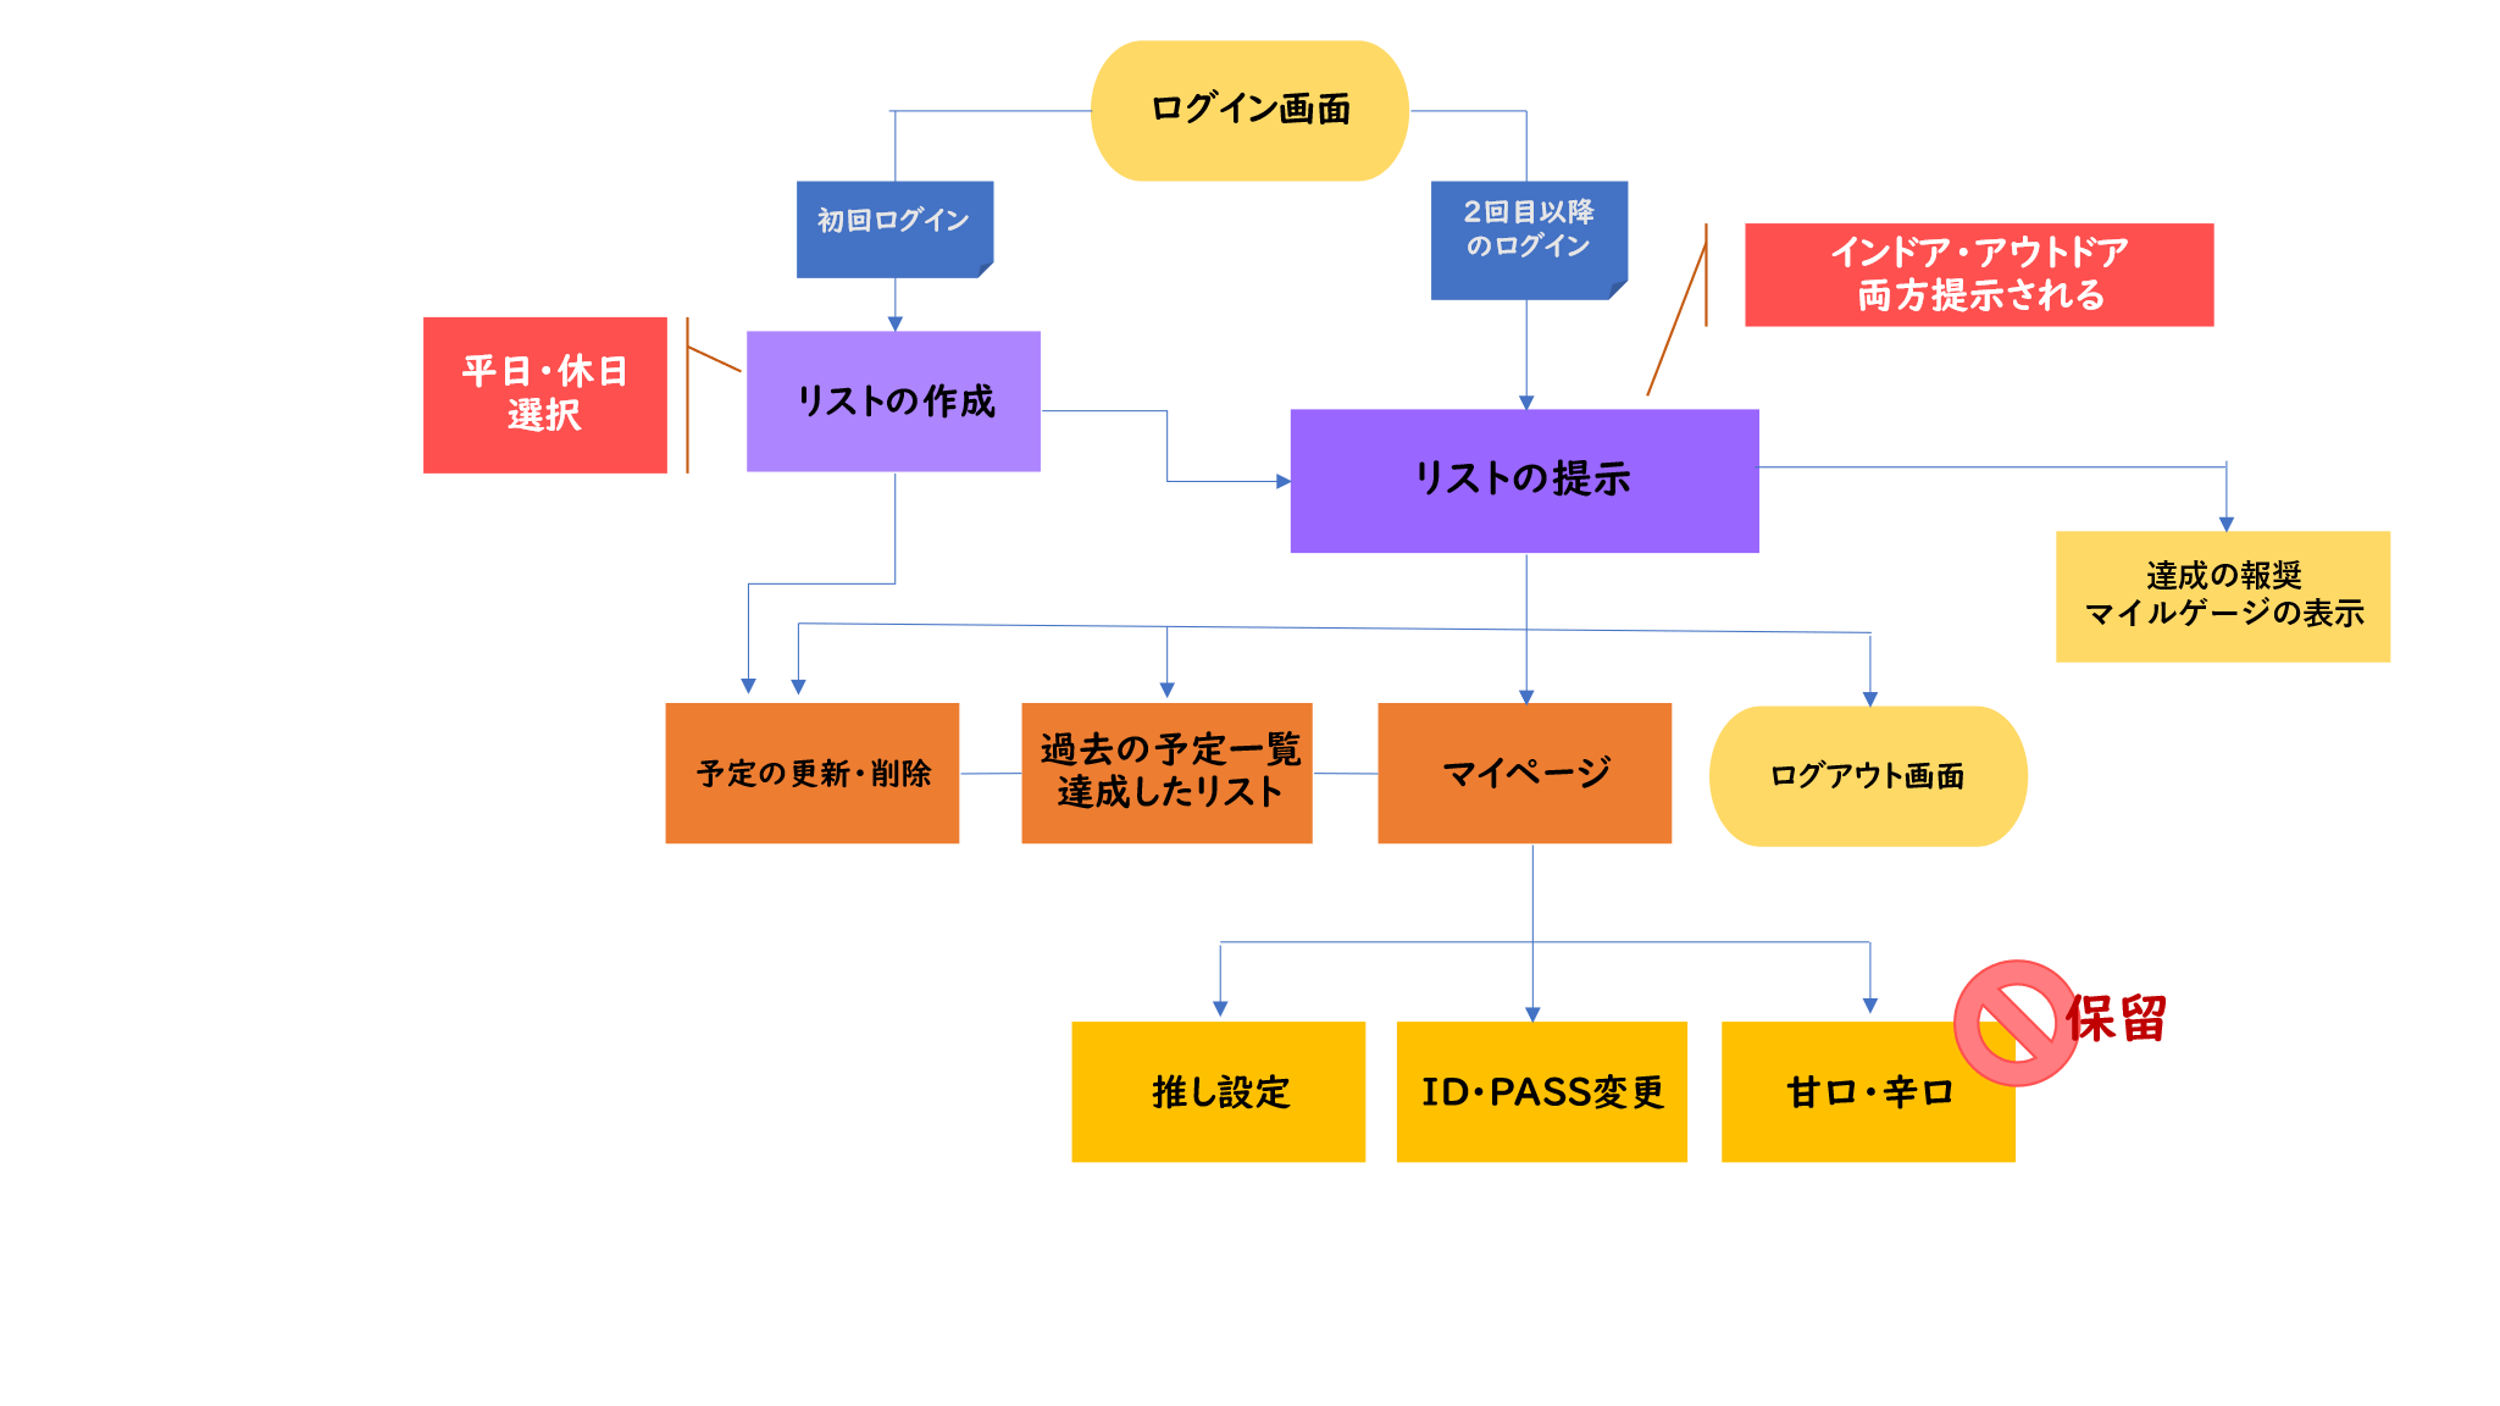 ログイン画面
初回ログイン
2回目以降
のログイン
インドア・アウトドア
両方提示される
平日・休日
選択
リストの作成
リストの提示
達成の報奨
マイルゲージの表示
予定の更新・削除
過去の予定一覧
達成したリスト
マイページ
ログアウト画面
保留
推し設定
ID・PASS変更
甘口・辛口